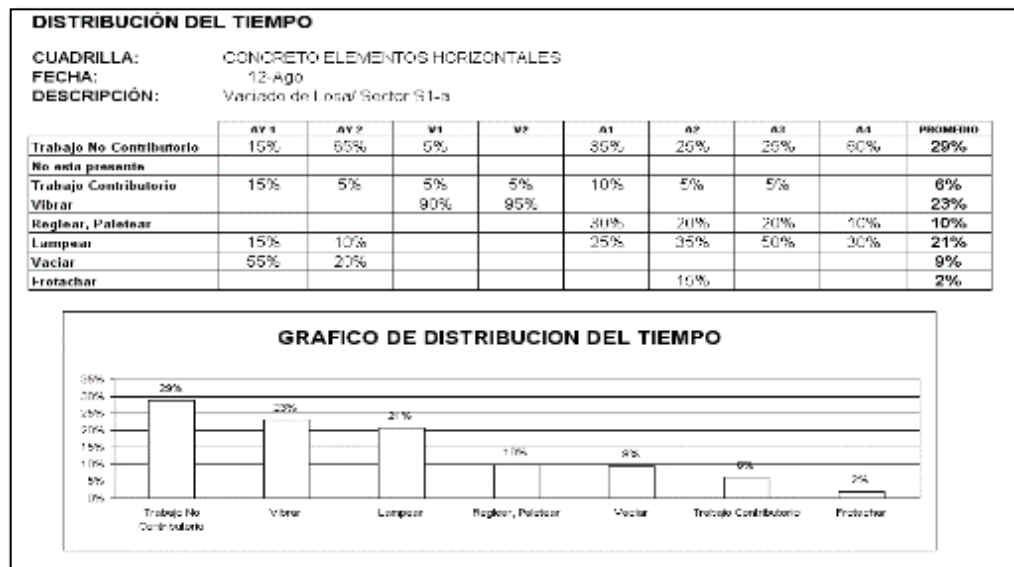 DISTRIBUCIÓN DEL TIEMPO
CUADRILLA: CONCRETO ELEMENTOS HORIZONTALES
FECHA: 12-Ago
DESCRIPCIÓN: Vaciado de Losa/ Sector S1-a
AY 1 AY 2 V1 V2 A1 A2 A3 A4 PROMEDIO
Trabajo No Contributorio 15% 65% 5% 35% 25% 25% 60% 29%
No esta presente
Trabajo Contributorio 15% 5% 5% 5% 10% 5% 5% 6%
Vibrar 90% 95% 23%
Reglear, Paletear 30% 20% 20% 10% 10%
Lampear 15% 10% 25% 35% 50% 30% 21%
Vaciar 55% 20% 9%
Frotachar 15% 2%
GRAFICO DE DISTRIBUCION DEL TIEMPO
35%
30%
25%
20%
15%
10%
5%
0%
29%
23%
21%
10%
9%
6%
2%
Trabajo No Contributorio
Vibrar
Lampear
Reglear, Paletear
Vaciar
Trabajo Contributorio
Frotachar